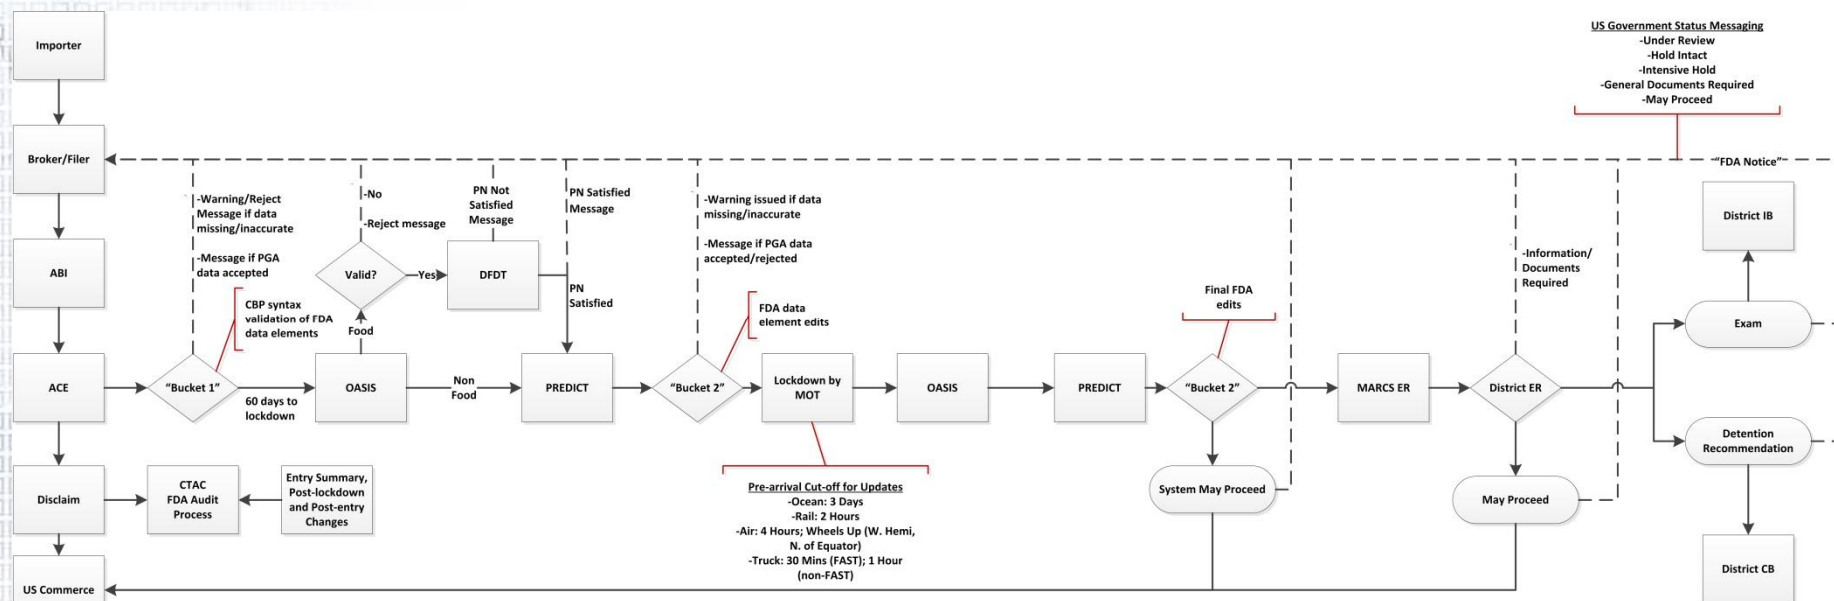 US Government Status Messaging
-Under Review
-Hold Intact
-Intensive Hold
-General Documents Required
-May Proceed
Importer
Broker/Filer
"FDA Notice"
-Warning/Reject
Message if data
missing/inaccurate
-Message if PGA
data accepted
-No
-Reject message
PN Not
Satisfied
Message
PN Satisfied
Message
-Warning issued if data
missing/inaccurate
-Message if PGA data
accepted/rejected
-Information/
Documents
Required
District IB
ABI
Valid?
Yes
DFDT
PN
Satisfied
CBP syntax
validation of FDA
data elements
Food
FDA data
element edits
Final FDA
edits
Exam
ACE
"Bucket 1"
60 days to
lockdown
OASIS
Non
Food
PREDICT
"Bucket 2"
Lockdown by
MOT
OASIS
PREDICT
"Bucket 2"
MARCS ER
District ER
Detention
Recommendation
Disclaim
CTAC
FDA Audit
Process
Entry Summary,
Post-lockdown
and Post-entry
Changes
Pre-arrival Cut-off for Updates
-Ocean: 3 Days
-Rail: 2 Hours
-Air: 4 Hours; Wheels Up (W. Hemi,
N. of Equator)
-Truck: 30 Mins (FAST); 1 Hour
(non-FAST)
System May Proceed
May Proceed
District CB
US Commerce